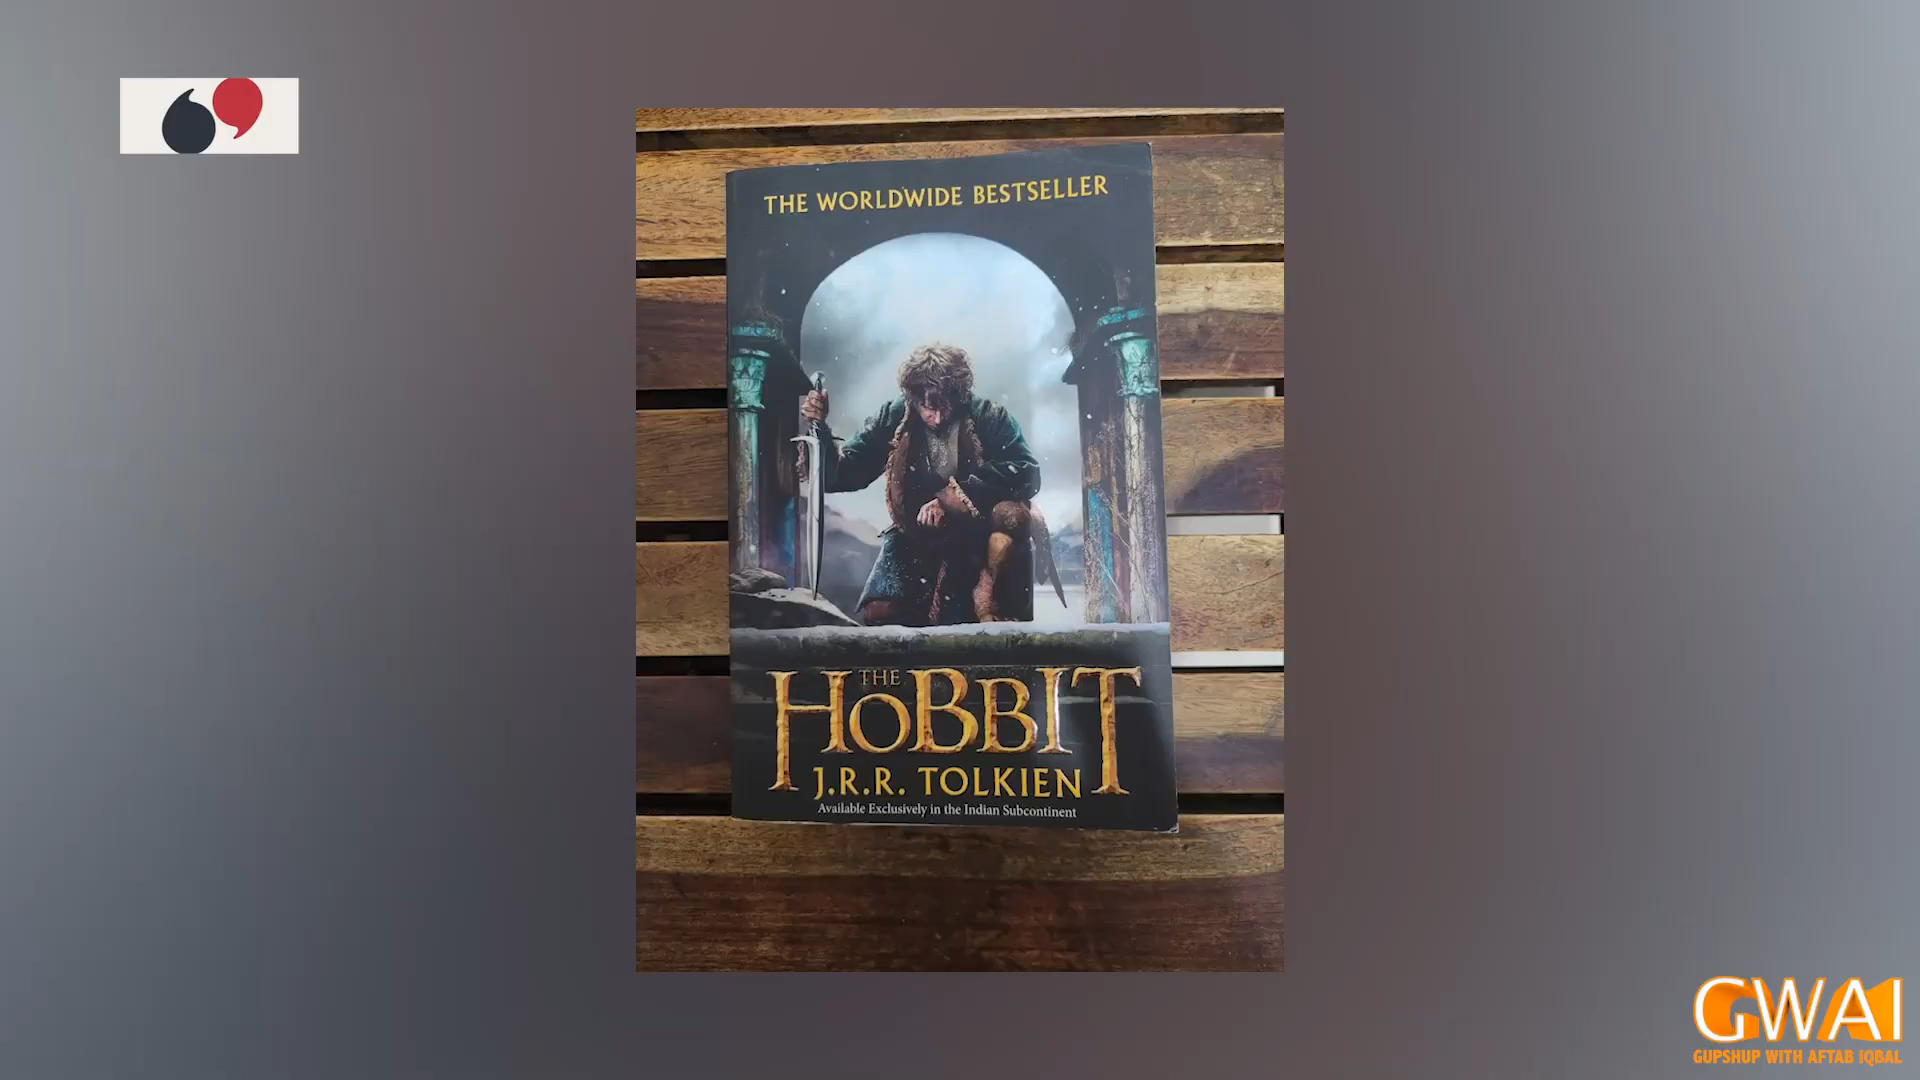 THE WORLDWIDE BESTSELLER
THE
HOBBIT
J.R.R. TOLKIEN
Available Exclusively in the Indian Subcontinent
GWAI
GUPSHUP WITH AFTAB IQBAL